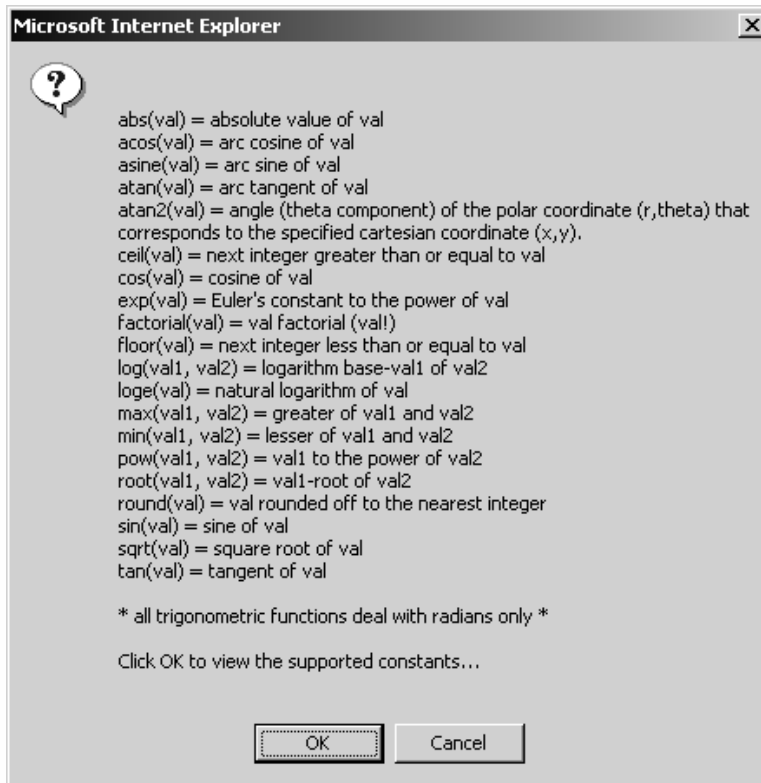 Microsoft Internet Explorer
?
abs(val) = absolute value of val
acos(val) = arc cosine of val
asine(val) = arc sine of val
atan(val) = arc tangent of val
atan2(val) = angle (theta component) of the polar coordinate (r,theta) that
corresponds to the specified cartesian coordinate (x,y).
ceil(val) = next integer greater than or equal to val
cos(val) = cosine of val
exp(val) = Euler's constant to the power of val
factorial(val) = val factorial (val!)
floor(val) = next integer less than or equal to val
log(val1, val2) = logarithm base-val1 of val2
loge(val) = natural logarithm of val
max(val1, val2) = greater of val1 and val2
min(val1, val2) = lesser of val1 and val2
pow(val1, val2) = val1 to the power of val2
root(val1, val2) = val1-root of val2
round(val) = val rounded off to the nearest integer
sin(val) = sine of val
sqrt(val) = square root of val
tan(val) = tangent of val
* all trigonometric functions deal with radians only *
Click OK to view the supported constants...
OK
Cancel